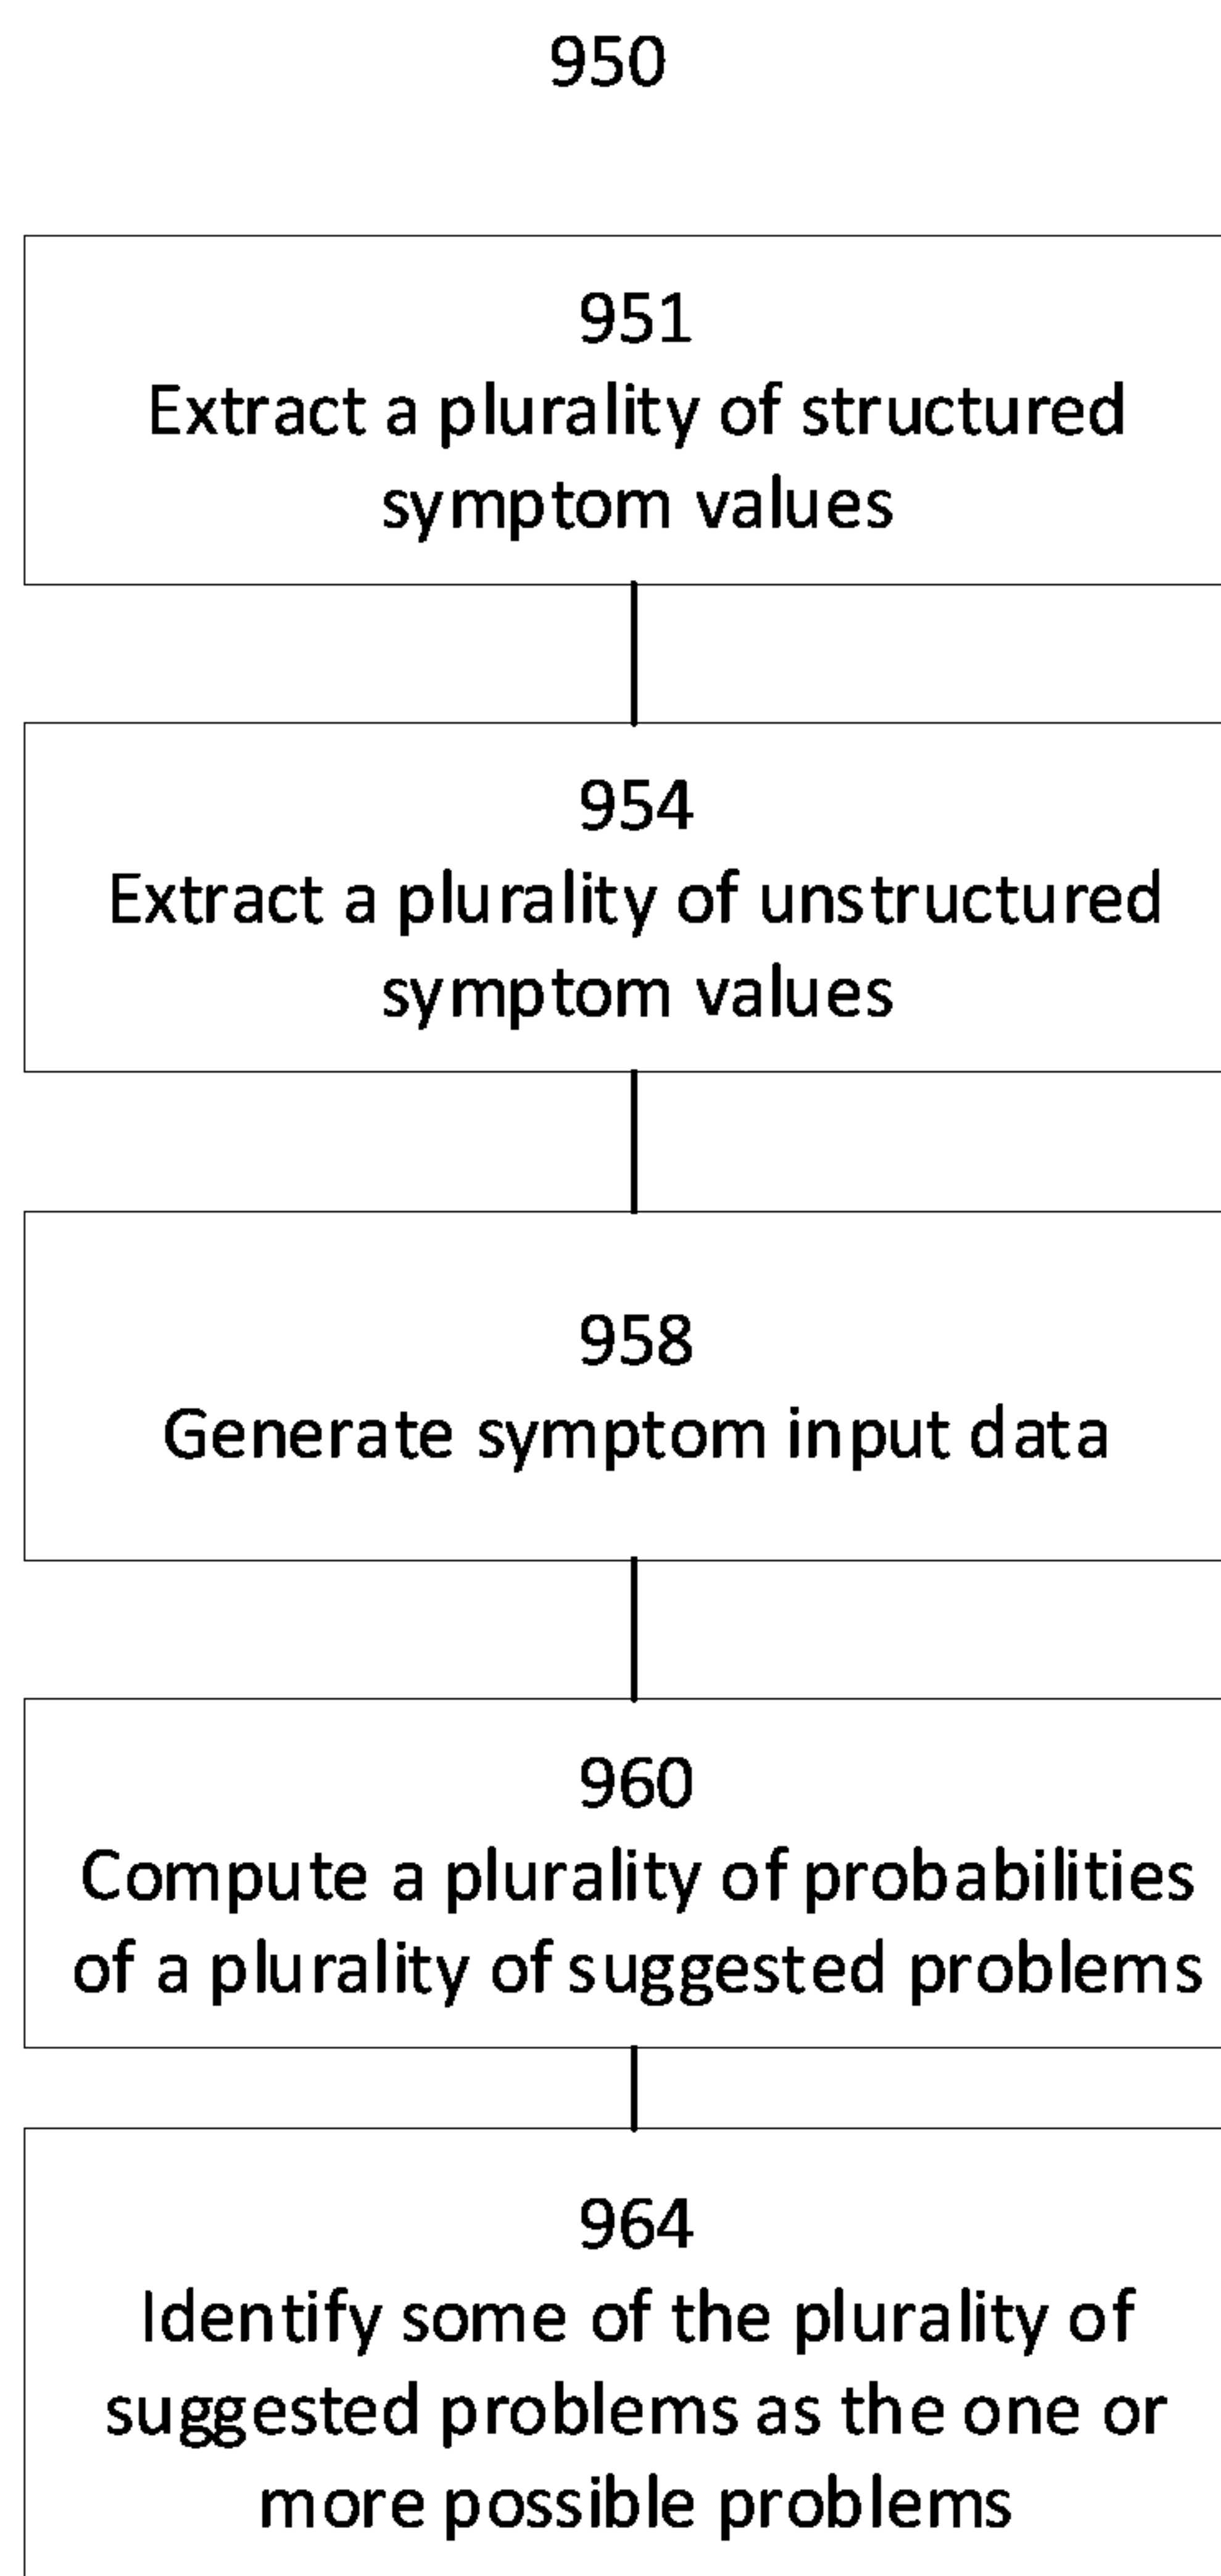 950
951
Extract a plurality of structured
symptom values
954
Extract a plurality of unstructured
symptom values
958
Generate symptom input data
960
Compute a plurality of probabilities
of a plurality of suggested problems
964
Identify some of the plurality of
suggested problems as the one or
more possible problems